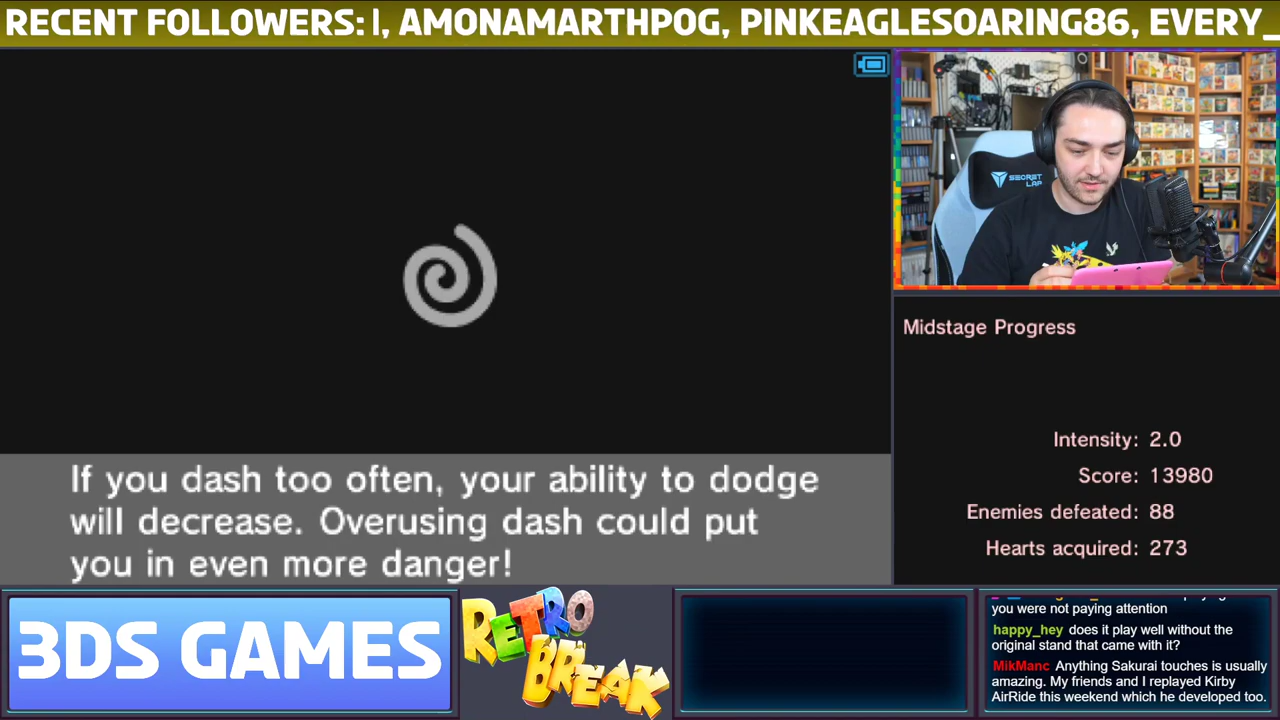 RECENT FOLLOWERS: I, AMONAMARTHPOG, PINKEAGLESOARING86, EVERY_
SECRET
LAB
Midstage Progress
Intensity: 2.0
Score: 13980
Enemies defeated: 88
Hearts acquired: 273
If you dash too often, your ability to dodge
will decrease. Overusing dash could put
you in even more danger!
3DS GAMES
RETRO
BREAK
you were not paying attention
happy_hey does it play well without the
original stand that came with it?
MikManc Anything Sakurai touches is usually
amazing. My friends and I replayed Kirby
AirRide this weekend which he developed too.